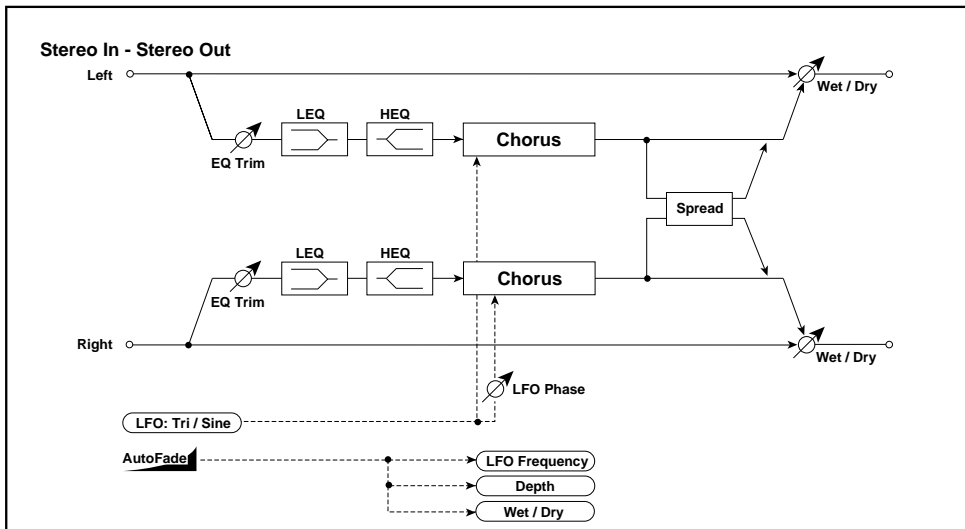 Stereo In - Stereo Out
Left
Wet / Dry
LEQ
HEQ
EQ Trim
Chorus
Spread
LEQ
HEQ
EQ Trim
Chorus
Right
Wet / Dry
LFO Phase
LFO: Tri / Sine
AutoFade
LFO Frequency
Depth
Wet / Dry